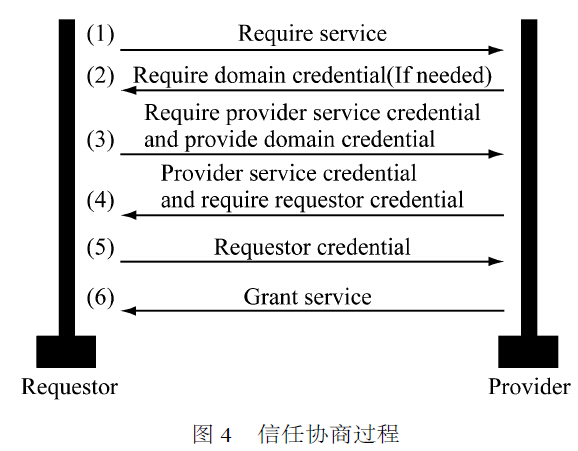 (1) Require service
(2) Require domain credential(If needed)
Require provider service credential
(3) and provide domain credential
Provider service credential
(4) and require requestor credential
(5) Requestor credential
(6) Grant service
Requestor Provider
图 4 信任协商过程